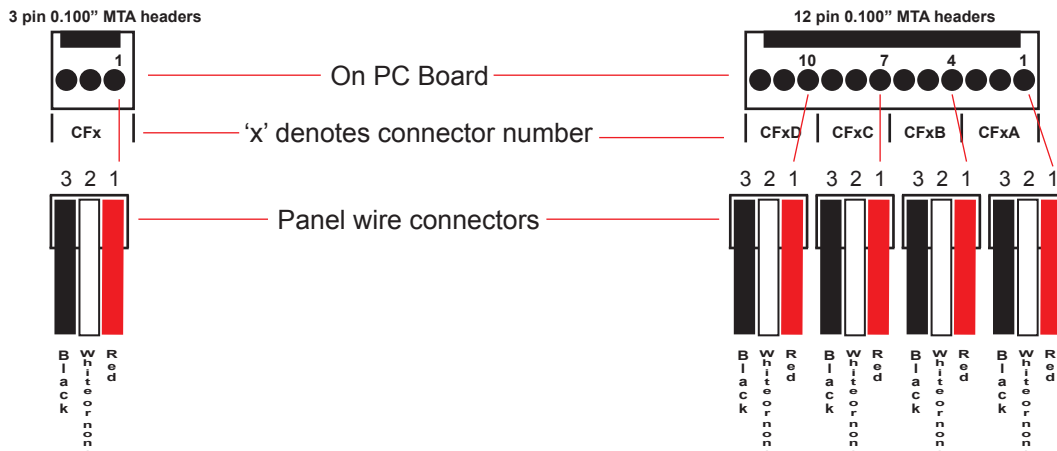 3 pin 0.100” MTA headers
12 pin 0.100” MTA headers
1
10 7 4 1
On PC Board
CFx
‘x’ denotes connector number
CFxD CFxC CFxB CFxA
3 2 1
3 2 1 3 2 1 3 2 1 3 2 1
Panel wire connectors
Black
White or non
Red
Black
White or non
Red
Black
White or non
Red
Black
White or non
Red
Black
White or non
Red